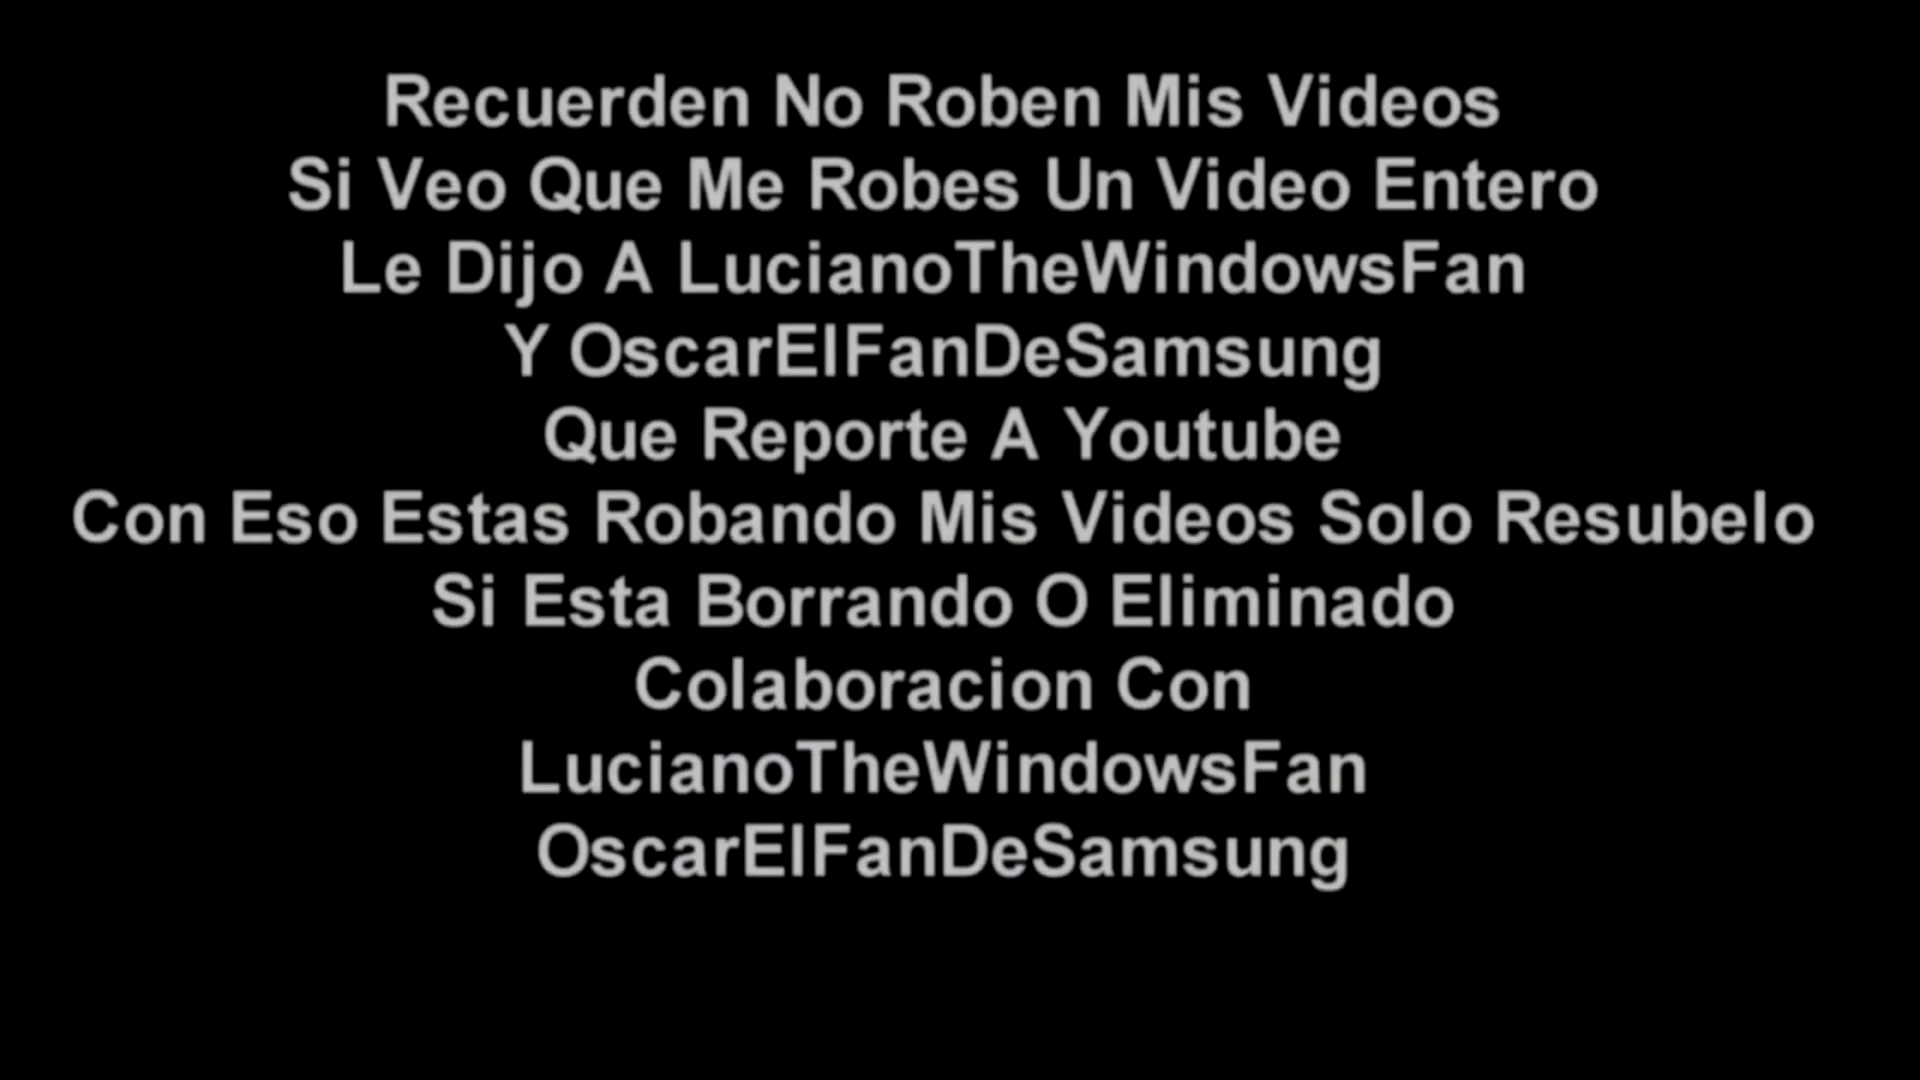 Recuerden No Roben Mis Videos
Si Veo Que Me Robes Un Video Entero
Le Dijo A LucianoTheWindowsFan
Y OscarElFanDeSamsung
Que Reporte A Youtube
Con Eso Estas Robando Mis Videos Solo Resubelo
Si Esta Borrando O Eliminado
Colaboracion Con
LucianoTheWindowsFan
OscarElFanDeSamsung